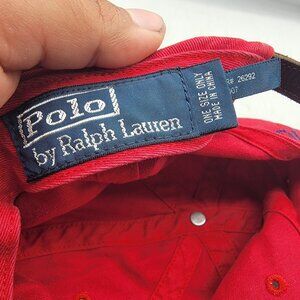 Polo
by Ralph Lauren
ONE SIZE ONLY
MADE IN CHINA
26292